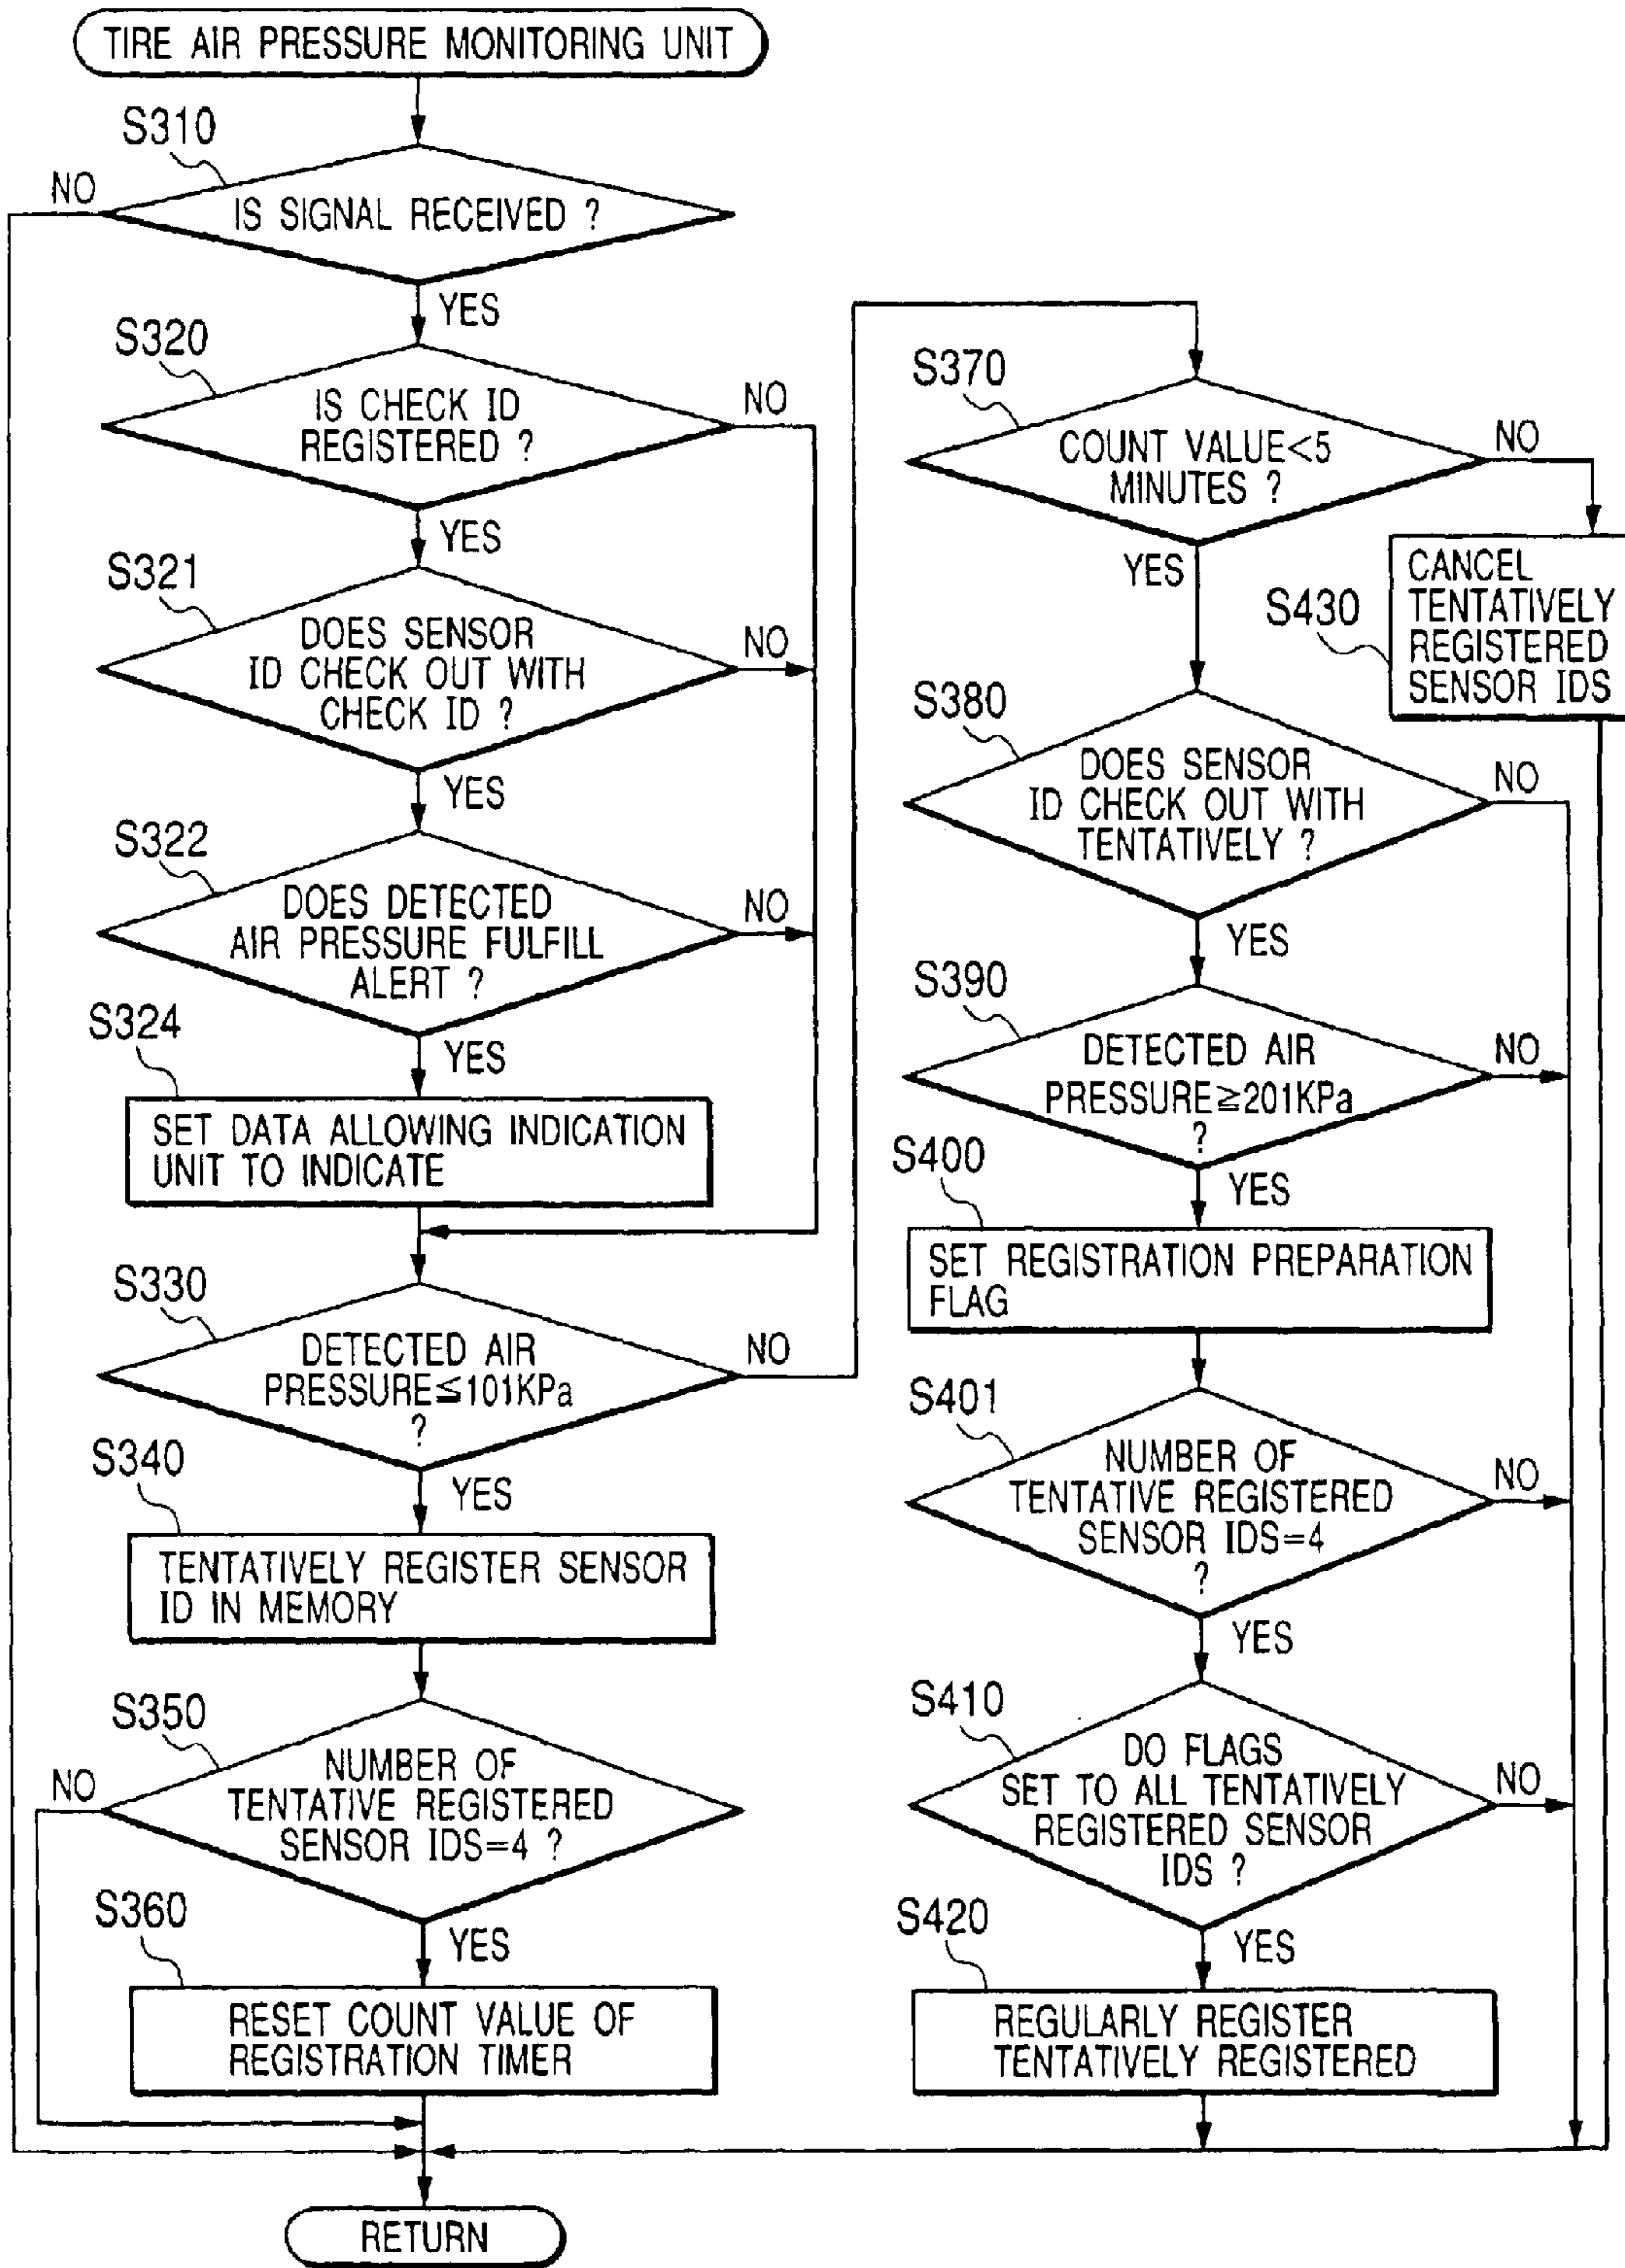 TIRE AIR PRESSURE MONITORING UNIT
S310
NO
IS SIGNAL RECEIVED ?
YES
S320
IS CHECK ID
REGISTERED ?
NO
YES
S321
DOES SENSOR
ID CHECK OUT WITH
CHECK ID ?
NO
YES
S322
DOES DETECTED
AIR PRESSURE FULFILL
ALERT ?
NO
YES
S324
SET DATA ALLOWING INDICATION
UNIT TO INDICATE
S330
DETECTED AIR
PRESSURE≦101KPa
?
NO
YES
S340
TENTATIVELY REGISTER SENSOR
ID IN MEMORY
S350
NO
NUMBER OF
TENTATIVE REGISTERED
SENSOR IDS=4 ?
YES
S360
RESET COUNT VALUE OF
REGISTRATION TIMER
RETURN
S370
COUNT VALUE<5
MINUTES ?
NO
YES
S430
CANCEL
TENTATIVELY
REGISTERED
SENSOR IDS
S380
DOES SENSOR
ID CHECK OUT WITH
TENTATIVELY ?
NO
YES
S390
DETECTED AIR
PRESSURE≧201KPa
?
NO
YES
S400
SET REGISTRATION PREPARATION
FLAG
S401
NUMBER OF
TENTATIVE REGISTERED
SENSOR IDS=4
?
NO
YES
S410
DO FLAGS
SET TO ALL TENTATIVELY
REGISTERED SENSOR
IDS ?
NO
YES
S420
REGULARLY REGISTER
TENTATIVELY REGISTERED